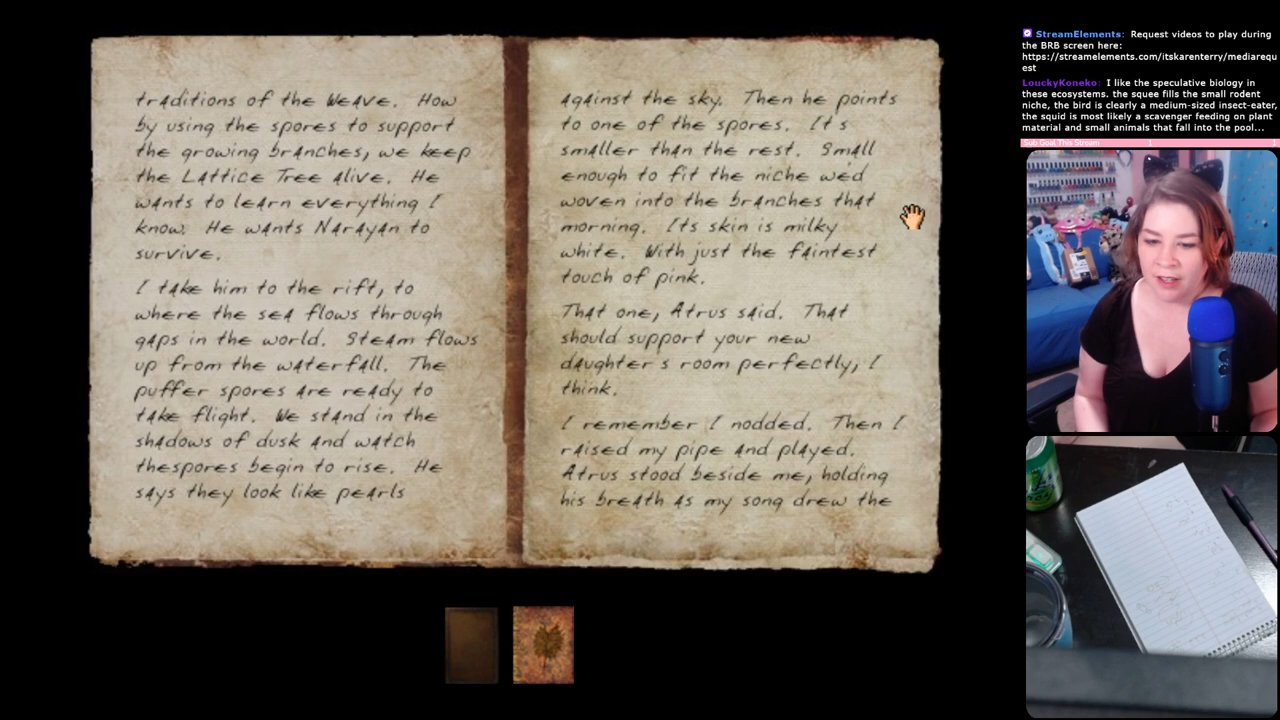 traditions of the Weave. How
by using the spores to support
the growing branches, we keep
the Lattice Tree alive. He
wants to learn everything I
know. He wants Narayan to
survive.
I take him to the rift, to
where the sea flows through
gaps in the world. Steam flows
up from the waterfall. The
puffer spores are ready to
take flight. We stand in the
shadows of dusk and watch
thespores begin to rise. He
says they look like pearls
against the sky. Then he points
to one of the spores. It s
smaller than the rest. Small
enough to fit the niche we d
woven into the branches that
morning. Its skin is milky
white. With just the faintest
touch of pink.
That one, Atrus said. That
should support your new
daughter s room perfectly, I
think.
I remember I nodded. Then I
raised my pipe and played.
Atrus stood beside me, holding
his breath as my song drew the
StreamElements: Request videos to play during
the BRB screen here:
https://streamelements.com/itskarenterry/mediarequ
est
LouckyKoneko: I like the speculative biology in
these ecosystems. the squee fills the small rodent
niche, the bird is clearly a medium-sized insect-eater,
the squid is most likely a scavenger feeding on plant
material and small animals that fall into the pool...
Sub Goal This Stream 1